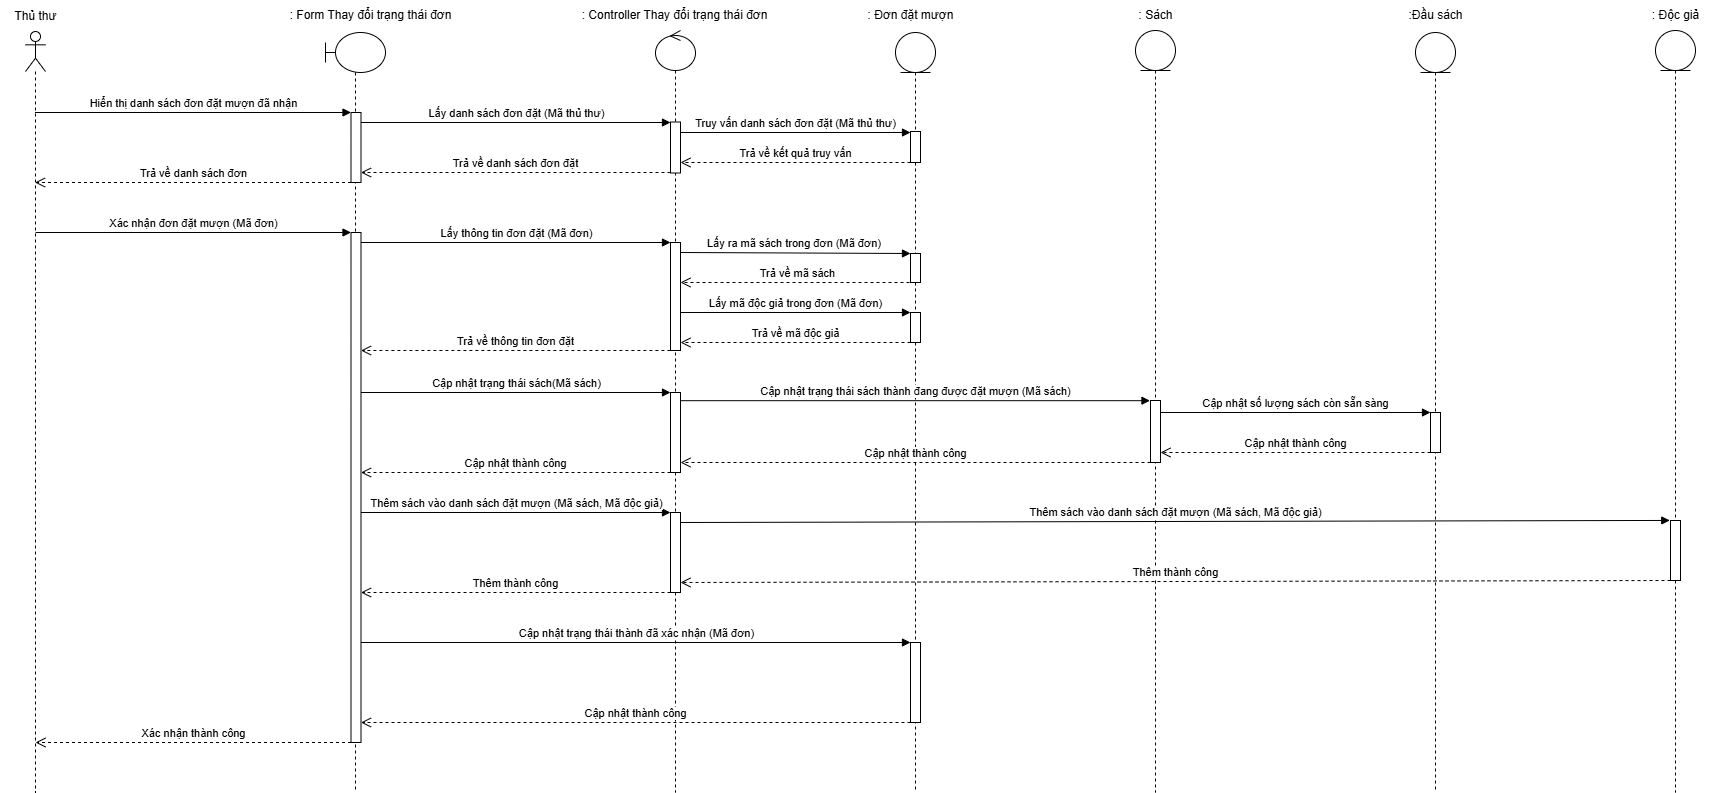 Thủ thư
: Form Thay đổi trạng thái đơn
: Controller Thay đổi trạng thái đơn
: Đơn đặt mượn
: Sách
:Đầu sách
: Độc giả
Hiển thị danh sách đơn đặt mượn đã nhận
Lấy danh sách đơn đặt (Mã thủ thư)
Truy vấn danh sách đơn đặt (Mã thủ thư)
Trả về kết quả truy vấn
Trả về danh sách đơn đặt
Trả về danh sách đơn
Xác nhận đơn đặt mượn (Mã đơn)
Lấy thông tin đơn đặt (Mã đơn)
Lấy ra mã sách trong đơn (Mã đơn)
Trả về mã sách
Lấy mã độc giả trong đơn (Mã đơn)
Trả về mã độc giả
Trả về thông tin đơn đặt
Cập nhật trạng thái sách(Mã sách)
Cập nhật trạng thái sách thành đang được đặt mượn (Mã sách)
Cập nhật số lượng sách còn sẵn sàng
Cập nhật thành công
Cập nhật thành công
Cập nhật thành công
Thêm sách vào danh sách đặt mượn (Mã sách, Mã độc giả)
Thêm sách vào danh sách đặt mượn (Mã sách, Mã độc giả)
Thêm thành công
Thêm thành công
Cập nhật trạng thái thành đã xác nhận (Mã đơn)
Cập nhật thành công
Xác nhận thành công